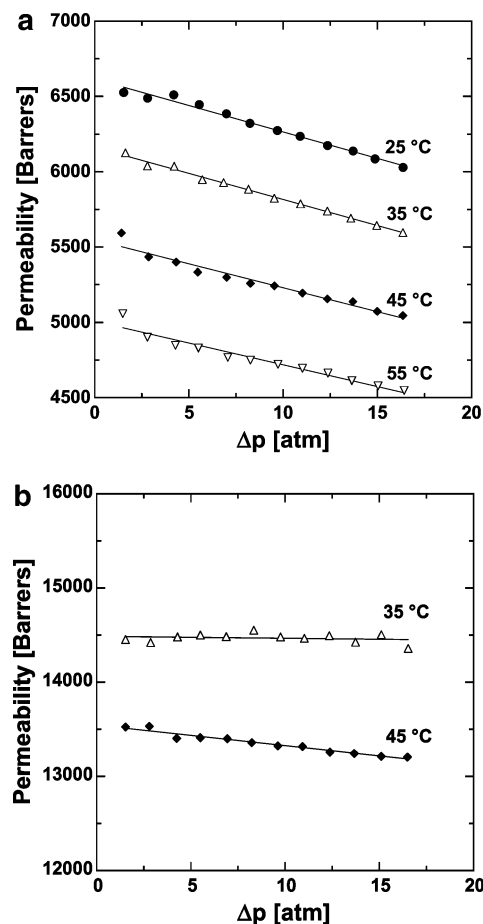 a
7000
6500
6000
5500
5000
4500
Permeability [Barrers]
25 °C
35 °C
45 °C
55 °C
0
5
10
15
20
Δp [atm]
b
16000
15000
14000
13000
12000
Permeability [Barrers]
35 °C
45 °C
0
5
10
15
20
Δp [atm]